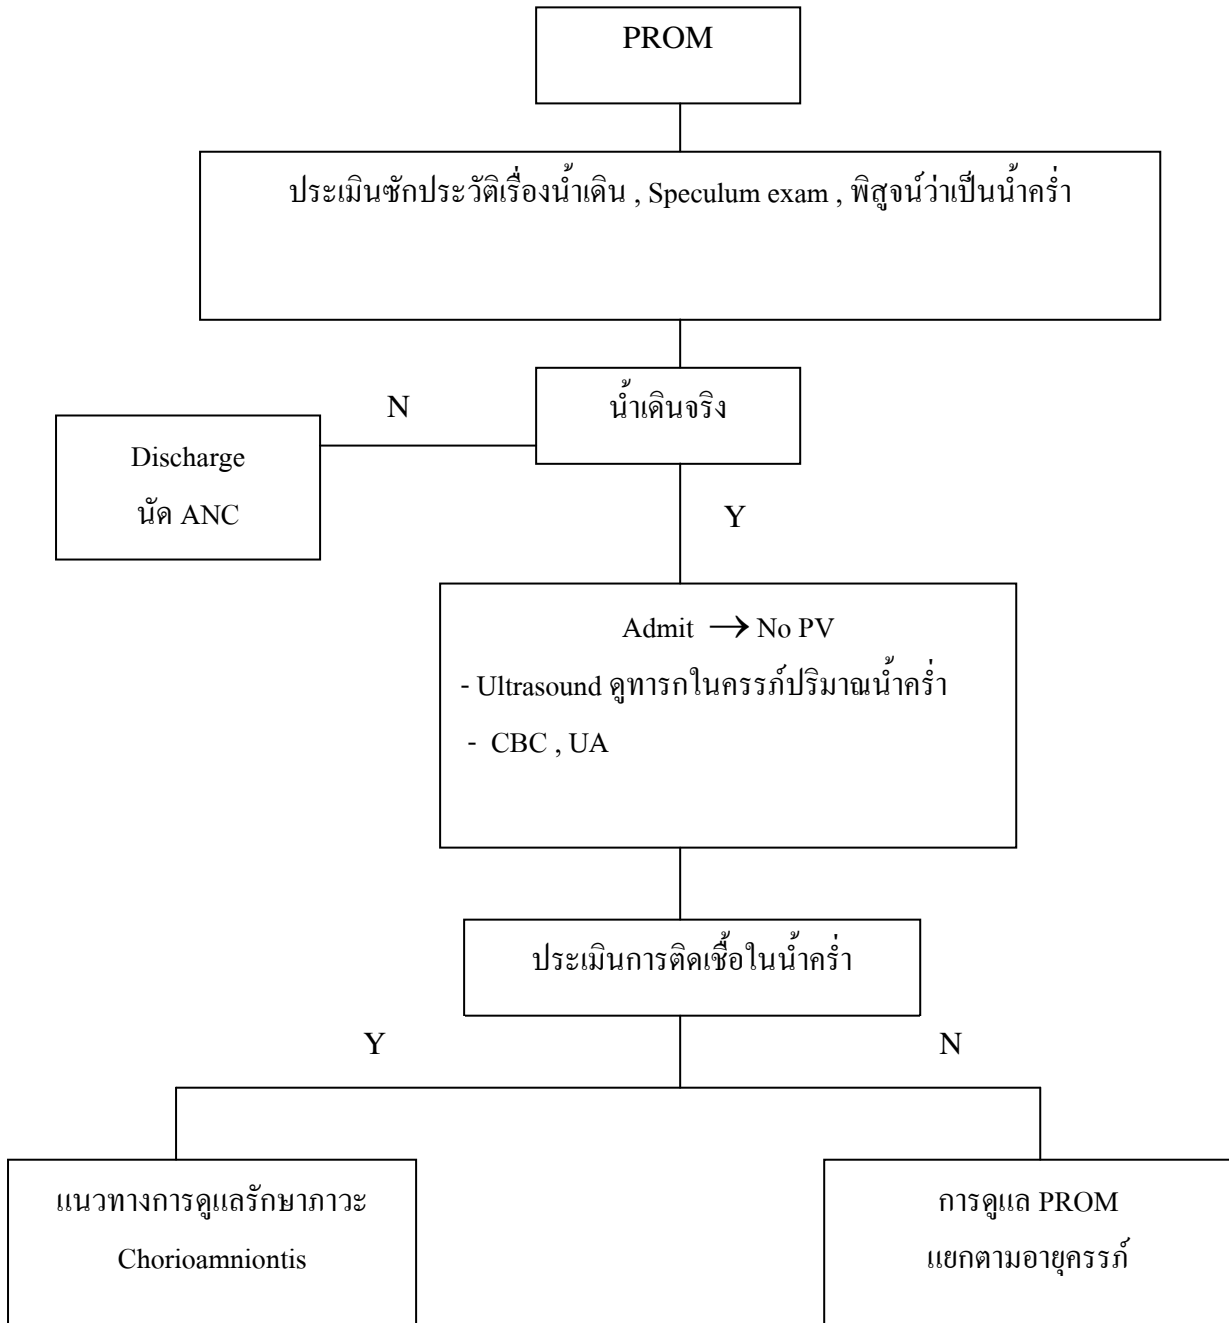 PROM
ประเมินซักประวัติเรื่องน้ำเดิน , Speculum exam , พิสูจน์ว่าเป็นน้ำคร่ำ
น้ำเดินจริง
N
Discharge
นัด ANC
Y
Admit → No PV
- Ultrasound ดูทารกในครรภ์ปริมาณน้ำคร่ำ
- CBC , UA
ประเมินการติดเชื้อในน้ำคร่ำ
Y
N
แนวทางการดูแลรักษาภาวะ
Chorioamniontis
การดูแล PROM
แยกตามอายุครรภ์